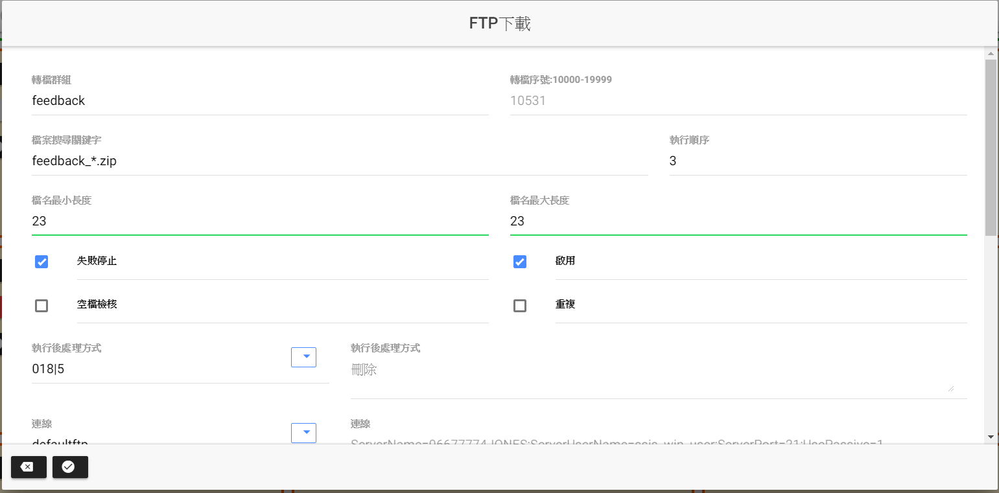 FTP下載
轉檔群組
feedback
轉檔序號:10000-19999
10531
檔案搜尋關鍵字
feedback_*.zip
執行順序
3
檔名最小長度
23
檔名最大長度
23
失敗停止
啟用
空檔檢核
重複
執行後處理方式
018|5
執行後處理方式
刪除
連線
defaultftp
連線
ServerName=06677774JONES;ServerUserName=ssis_win_user;ServerPort=21;UsePassive=1